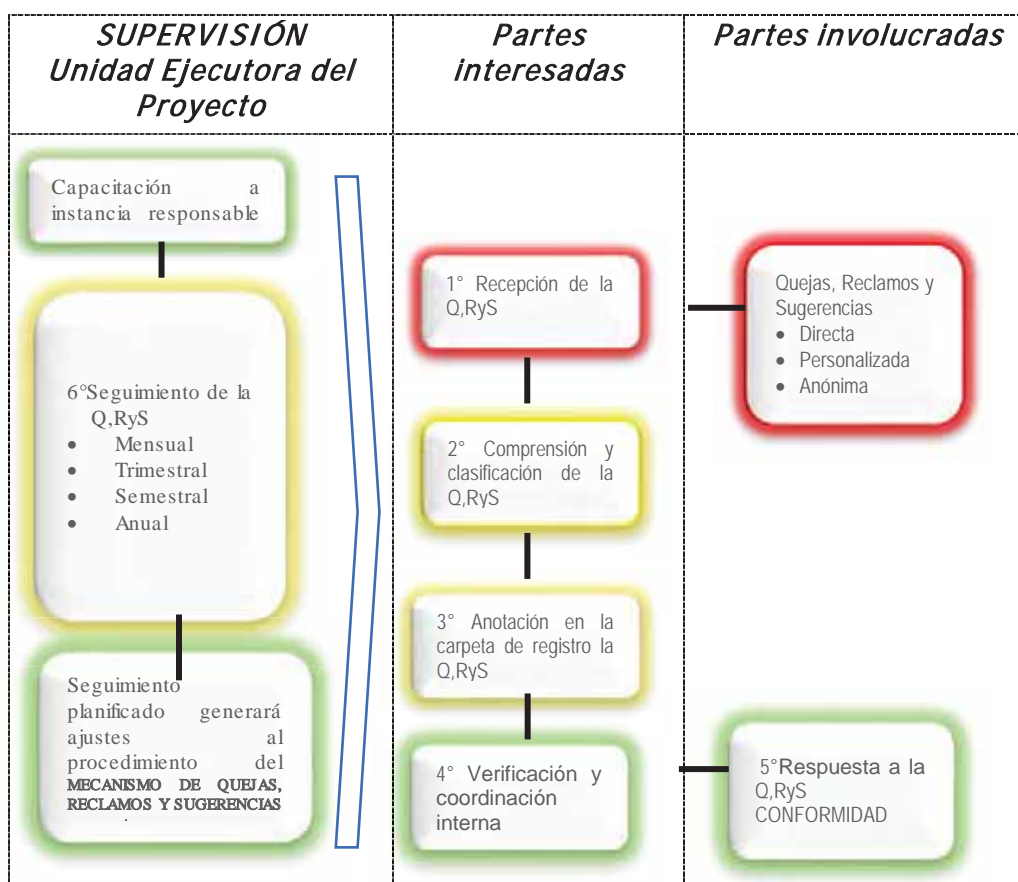 SUPERVISIÓN
Unidad Ejecutora del
Proyecto
Partes
interesadas
Partes involucradas
Capacitación a
instancia responsable
6°Seguimiento de la
Q,RyS
• Mensual
• Trimestral
• Semestral
• Anual
Seguimiento
planificado generará
ajustes al
procedimiento del
MECANISMO DE QUEJAS,
RECLAMOS Y SUGERENCIAS
1° Recepción de la
Q,RyS
2° Comprensión y
clasificación de la
Q,RyS
3° Anotación en la
carpeta de registro la
Q,RyS
4° Verificación y
coordinación
interna
Quejas, Reclamos y
Sugerencias
• Directa
• Personalizada
• Anónima
5°Respuesta a la
Q,RyS
CONFORMIDAD